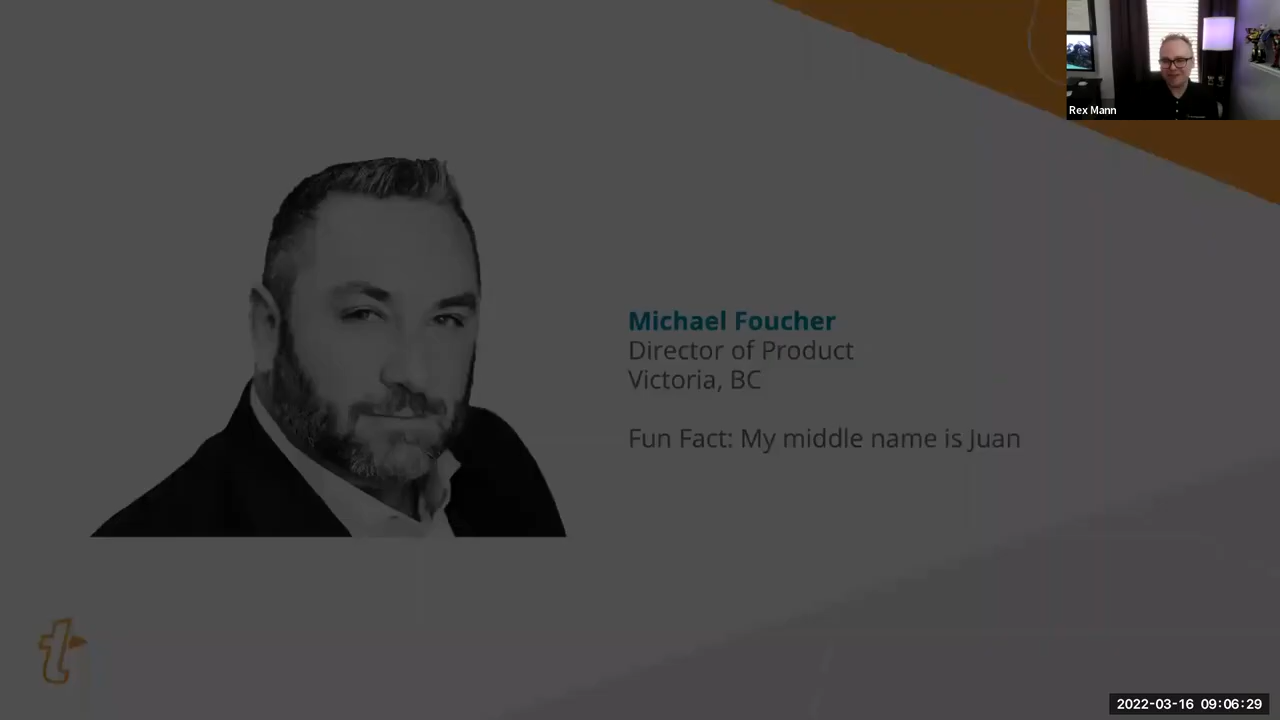 Rex Mann
Michael Foucher
Director of Product
Victoria, BC
Fun Fact: My middle name is Juan
t
2022-03-16 09:06:29